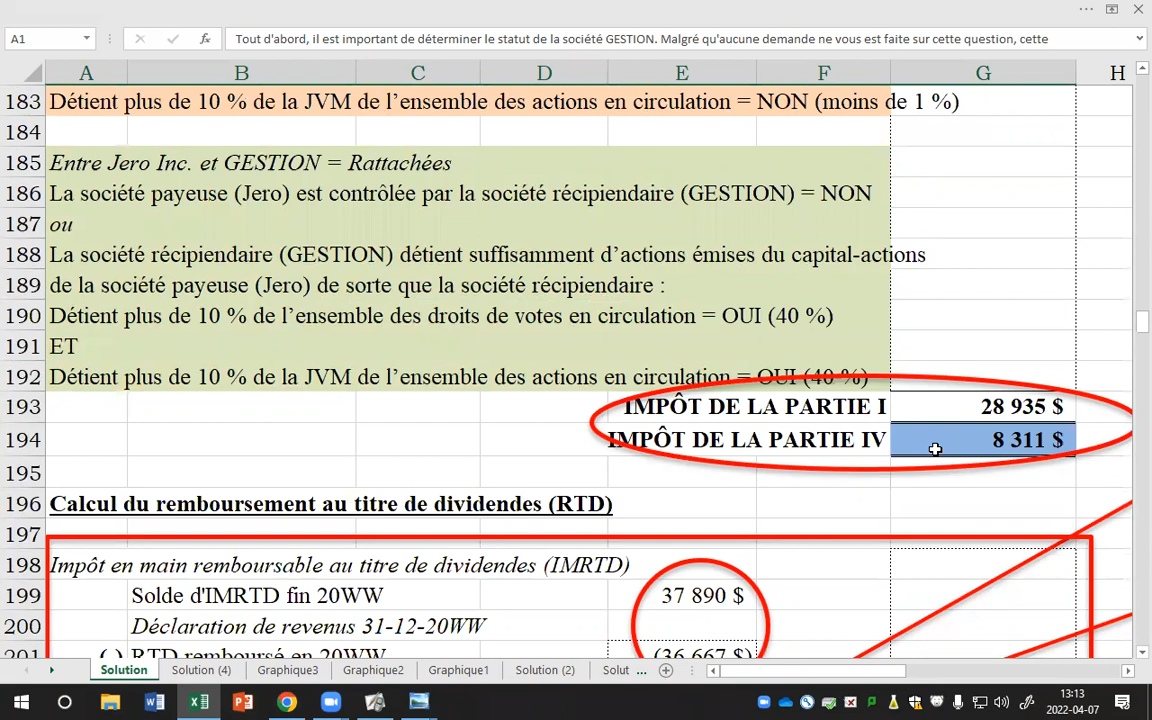 A1
Tout d'abord, il est important de déterminer le statut de la société GESTION. Malgré qu'aucune demande ne vous est faite sur cette question, cette
A B C D E F G H
183 Détient plus de 10 % de la JVM de l’ensemble des actions en circulation = NON (moins de 1 %)
184
185 Entre Jero Inc. et GESTION = Rattachées
186 La société payeuse (Jero) est contrôlée par la société récipiendaire (GESTION) = NON
187 ou
188 La société récipiendaire (GESTION) détient suffisamment d’actions émises du capital-actions
189 de la société payeuse (Jero) de sorte que la société récipiendaire :
190 Détient plus de 10 % de l’ensemble des droits de votes en circulation = OUI (40 %)
191 ET
192 Détient plus de 10 % de la JVM de l’ensemble des actions en circulation = OUI (40 %)
193 IMPÔT DE LA PARTIE I 28 935 $
194 IMPÔT DE LA PARTIE IV 8 311 $
195
196 Calcul du remboursement au titre de dividendes (RTD)
197
198 Impôt en main remboursable au titre de dividendes (IMRTD)
199 Solde d'IMRTD fin 20WW 37 890 $
200 Déclaration de revenus 31-12-20WW
201 (-) RTD remboursé en 20WW (36 667 $)
Solution Solution (4) Graphique3 Graphique2 Graphique1 Solution (2) Solut ...
13:13
2022-04-07